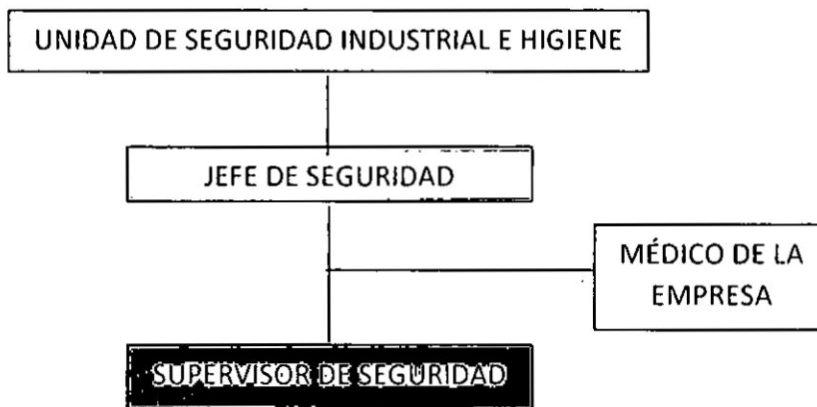 UNIDAD DE SEGURIDAD INDUSTRIAL E HIGIENE
JEFE DE SEGURIDAD
MÉDICO DE LA
EMPRESA
SUPERVISOR DE SEGURIDAD